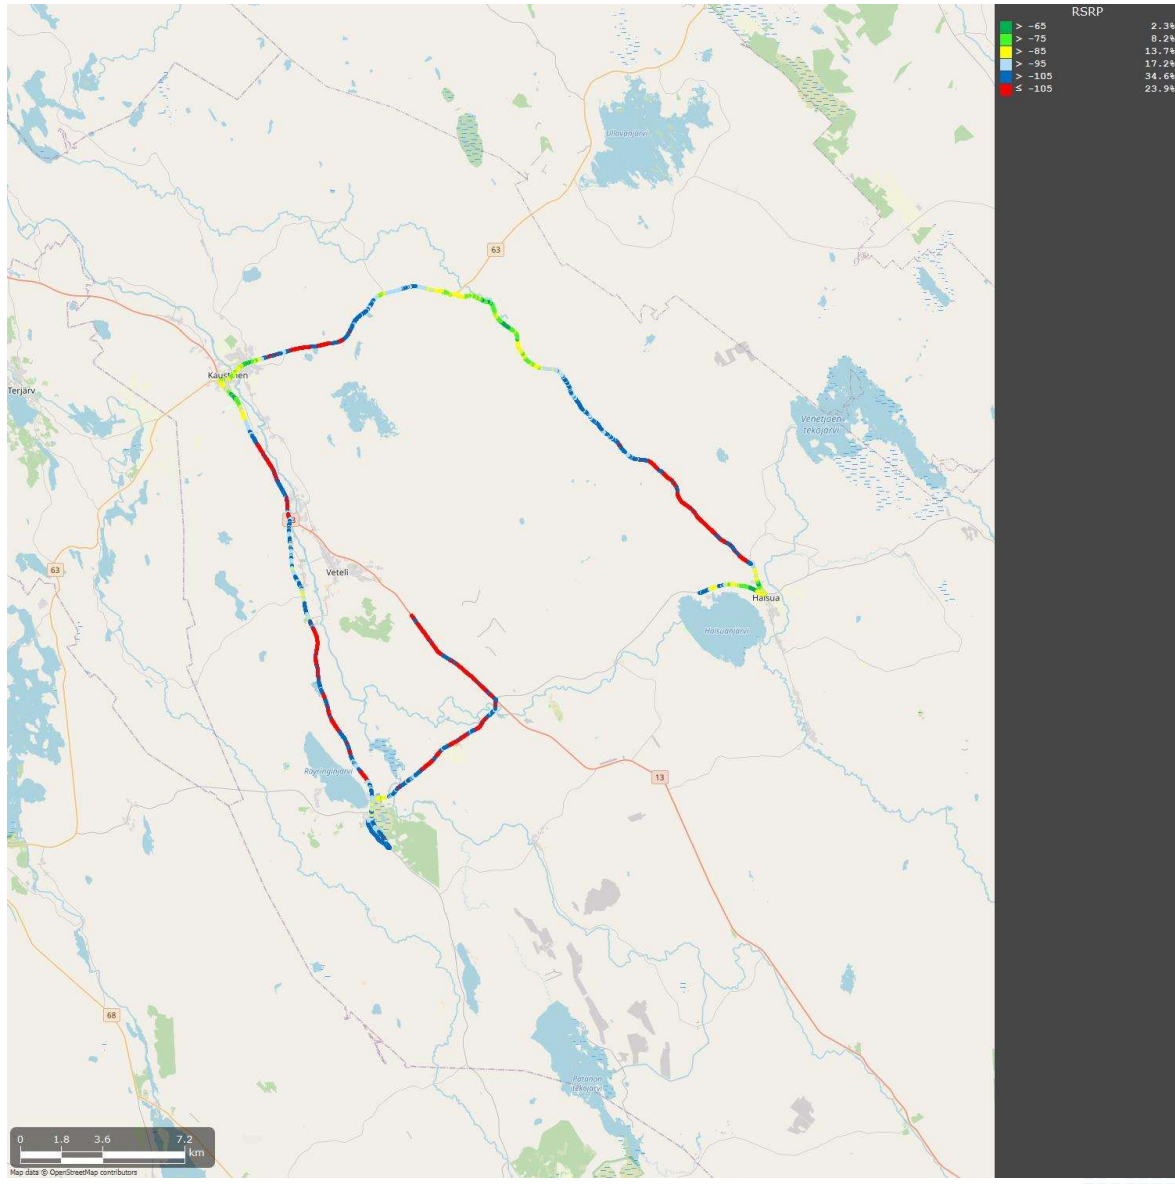 RSRP
> -65 2.3%
> -75 8.2%
> -85 13.7%
> -95 17.2%
> -105 34.6%
≤ -105 23.9%
Ullavanjärvi
63
Terjärv
Venetjoen
tekojärvi
63
Veteli
Halsua
Halsuanjärvi
Räyringinjärvi
13
68
Patanan
tekojärvi
0 1.8 3.6 7.2
km
Map data © OpenStreetMap contributors